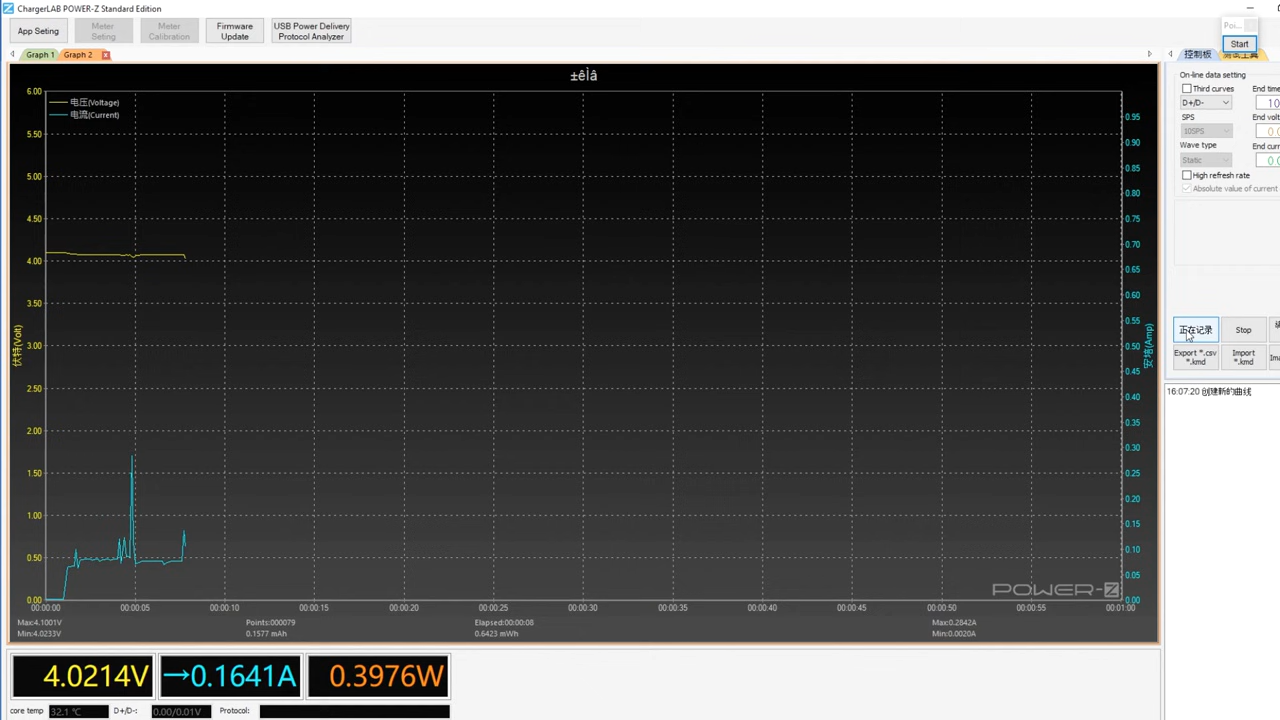 ChargerLAB POWER-Z Standard Edition
App Seting
Meter Seting
Meter Calibration
Firmware Update
USB Power Delivery Protocol Analyzer
Poi...
Start
Graph 1
Graph 2
控制板
测试工具
±êÌâ
电压(Voltage)
电流(Current)
6.00
5.50
5.00
4.50
4.00
3.50
3.00
2.50
2.00
1.50
1.00
0.50
0.00
伏特(Volt)
0.95
0.90
0.85
0.80
0.75
0.70
0.65
0.60
0.55
0.50
0.45
0.40
0.35
0.30
0.25
0.20
0.15
0.10
0.05
0.00
安培(Amp)
POWER-Z
00:00:00 00:00:05 00:00:10 00:00:15 00:00:20 00:00:25 00:00:30 00:00:35 00:00:40 00:00:45 00:00:50 00:00:55 00:01:00
Max:4.1001V Points:000079 Elapsed:00:00:08 Max:0.2842A
Min:4.0233V 0.1577 mAh 0.6423 mWh Min:0.0020A
4.0214V →0.1641A 0.3976W
core temp 32.1 ℃ D+/D-: 0.00/0.01V Protocol:
On-line data setting
Third curves End time
D+/D- 10
SPS End volt
10SPS 0.0
Wave type End curr
Static 0.0
High refresh rate
Absolute value of current
正在记录 Stop
Export *.csv *.kmd
Import *.kmd
16:07:20 创建新的曲线